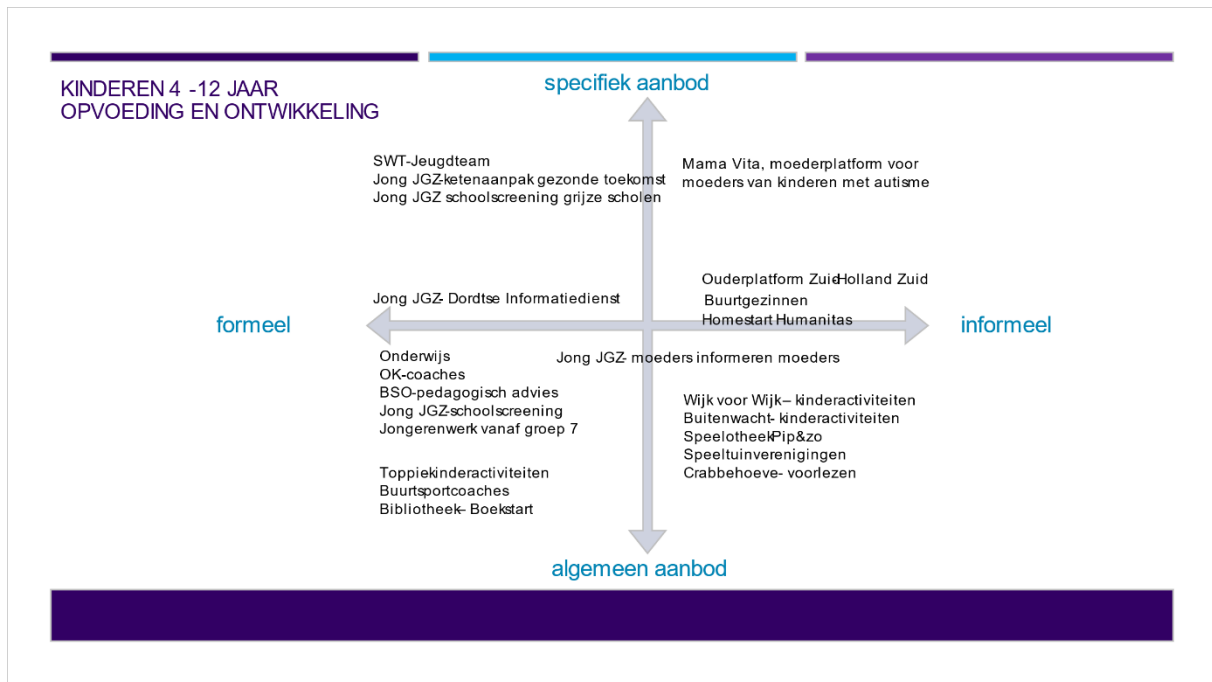 KINDEREN 4 -12 JAAR
OPVOEDING EN ONTWIKKELING
specifiek aanbod
SWT-Jeugdteam
Jong JGZ-ketenaanpak gezonde toekomst
Jong JGZ schoolscreening grijze scholen
Mama Vita, moederplatform voor
moeders van kinderen met autisme
Jong JGZ- Dordtse Informatiedienst
Ouderplatform ZuidHolland Zuid
Buurtgezinnen
Homestart Humanitas
formeel
informeel
Onderwijs
OK-coaches
BSO-pedagogisch advies
Jong JGZ-schoolscreening
Jongerenwerk vanaf groep 7
Jong JGZ- moeders informeren moeders
Wijk voor Wijk– kinderactiviteiten
Buitenwacht- kinderactiviteiten
SpeelotheekPip&zo
Speeltuinverenigingen
Crabbehoeve- voorlezen
Toppiekinderactiviteiten
Buurtsportcoaches
Bibliotheek– Boekstart
algemeen aanbod